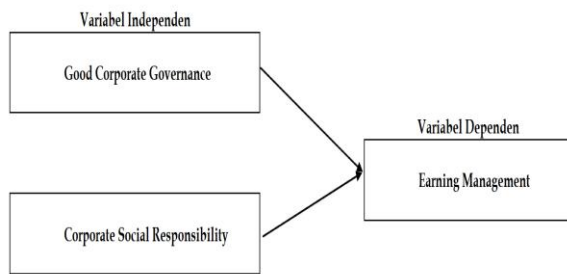 Variabel Independen
Good Corporate Governance
Variabel Dependen
Earning Management
Corporate Social Responsibility